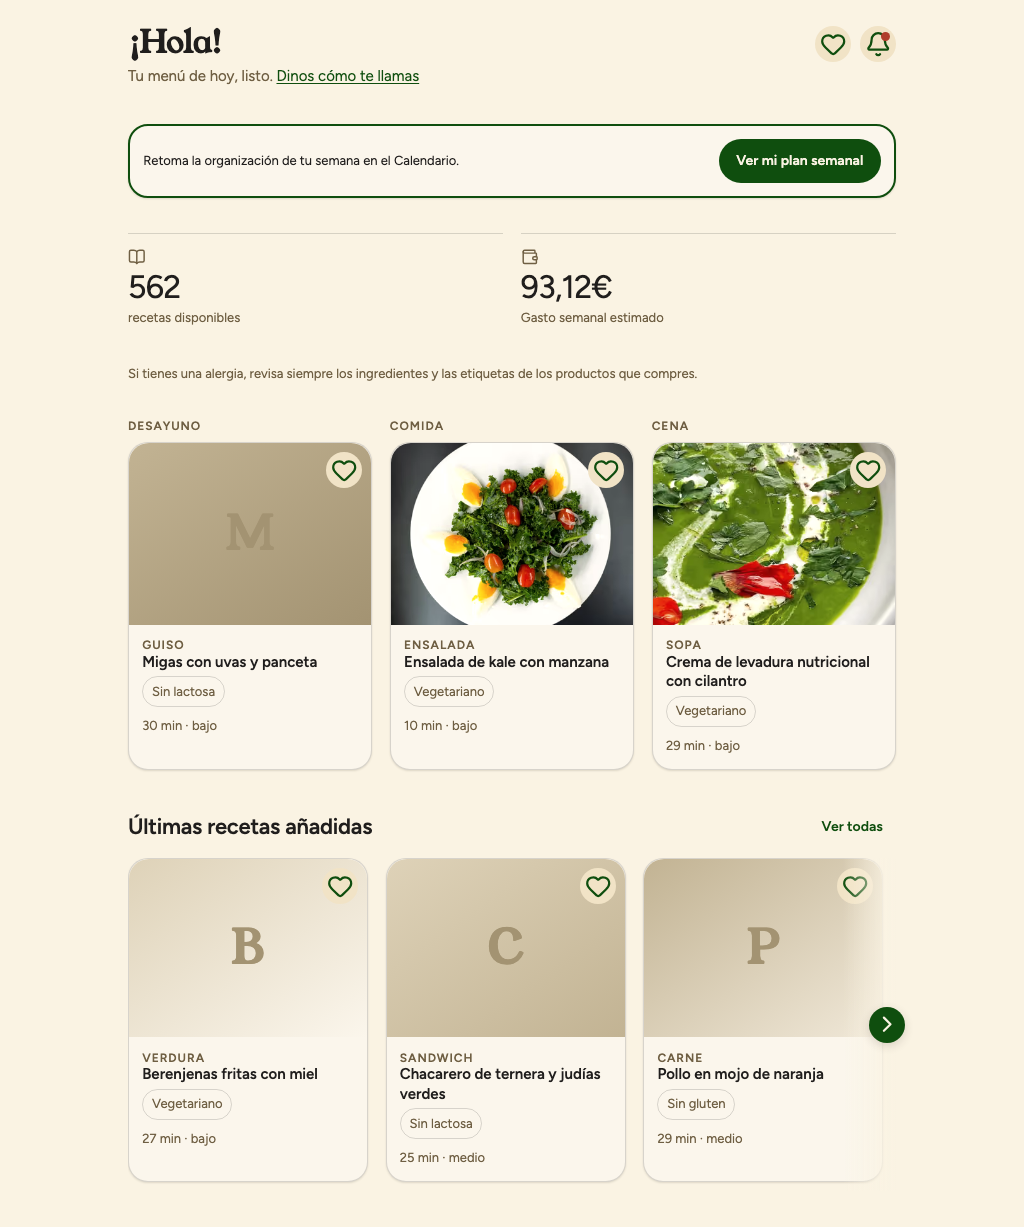 ¡Hola!
Tu menú de hoy, listo. Dinos cómo te llamas
Retoma la organización de tu semana en el Calendario.
Ver mi plan semanal
562
recetas disponibles
93,12€
Gasto semanal estimado
Si tienes una alergia, revisa siempre los ingredientes y las etiquetas de los productos que compres.
DESAYUNO
M
GUISO
Migas con uvas y panceta
Sin lactosa
30 min · bajo
COMIDA
ENSALADA
Ensalada de kale con manzana
Vegetariano
10 min · bajo
CENA
SOPA
Crema de levadura nutricional
con cilantro
Vegetariano
29 min · bajo
Últimas recetas añadidas
Ver todas
B
VERDURA
Berenjenas fritas con miel
Vegetariano
27 min · bajo
C
SANDWICH
Chacarero de ternera y judías
verdes
Sin lactosa
25 min · medio
P
CARNE
Pollo en mojo de naranja
Sin gluten
29 min · medio